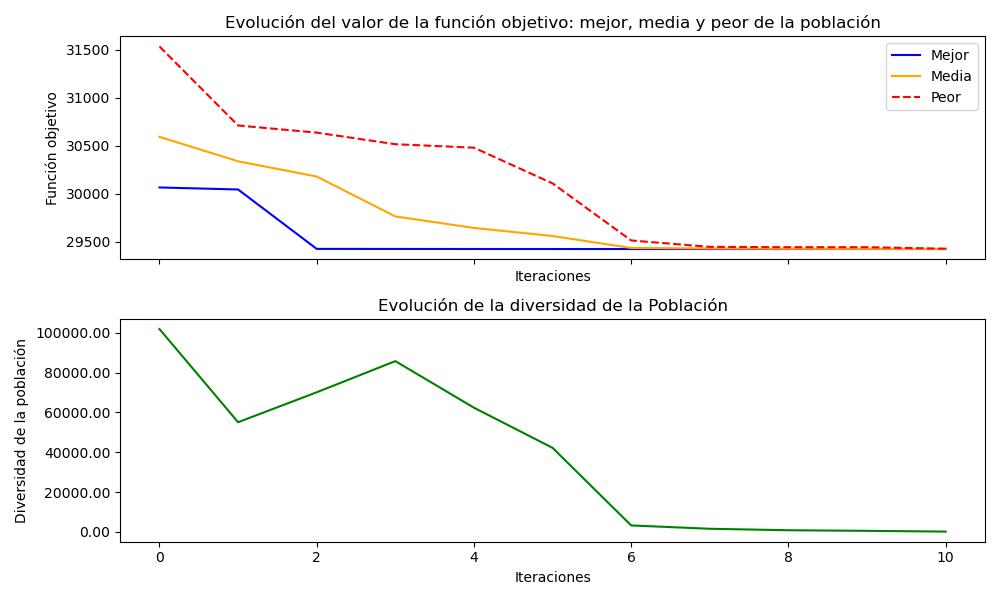 Evolución del valor de la función objetivo: mejor, media y peor de la población
Función objetivo
31500
31000
30500
30000
29500
Mejor
Media
Peor
Iteraciones
Evolución de la diversidad de la Población
Diversidad de la población
100000.00
80000.00
60000.00
40000.00
20000.00
0.00
0 2 4 6 8 10
Iteraciones